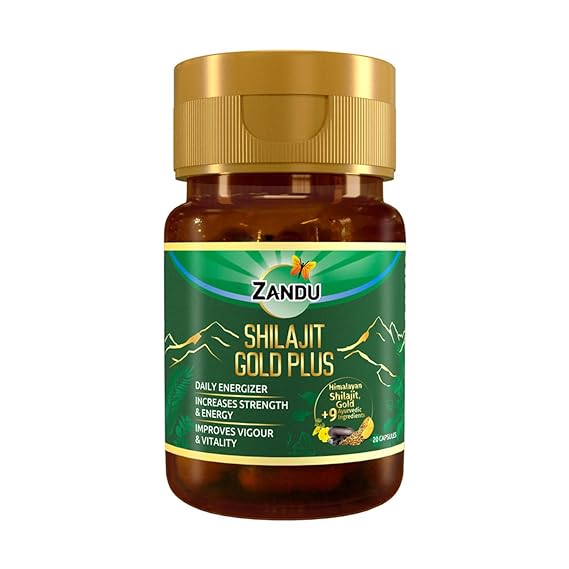 ZANDU
SHILAJIT
GOLD PLUS
DAILY ENERGIZER
INCREASES STRENGTH
& ENERGY
IMPROVES VIGOUR
& VITALITY
Himalayan
Shilajit,
Gold
+9 Ayurvedic
Ingredients
20 CAPSULES